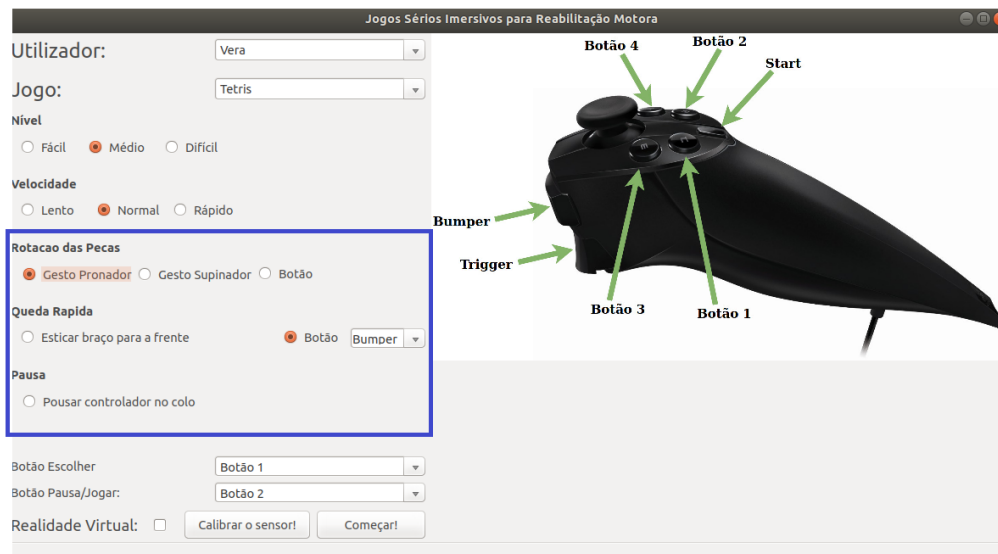 Jogos Sérios Imersivos para Reabilitação Motora
Utilizador: Vera
Jogo: Tetris
Nível
Fácil Médio Difícil
Velocidade
Lento Normal Rápido
Rotacao das Pecas
Gesto Pronador Gesto Supinador Botão
Queda Rapida
Esticar braço para a frente Botão Bumper
Pausa
Pousar controlador no colo
Botão Escolher Botão 1
Botão Pausa/Jogar: Botão 2
Realidade Virtual: Calibrar o sensor! Começar!
Botão 4
Botão 2
Start
Bumper
Trigger
Botão 3
Botão 1